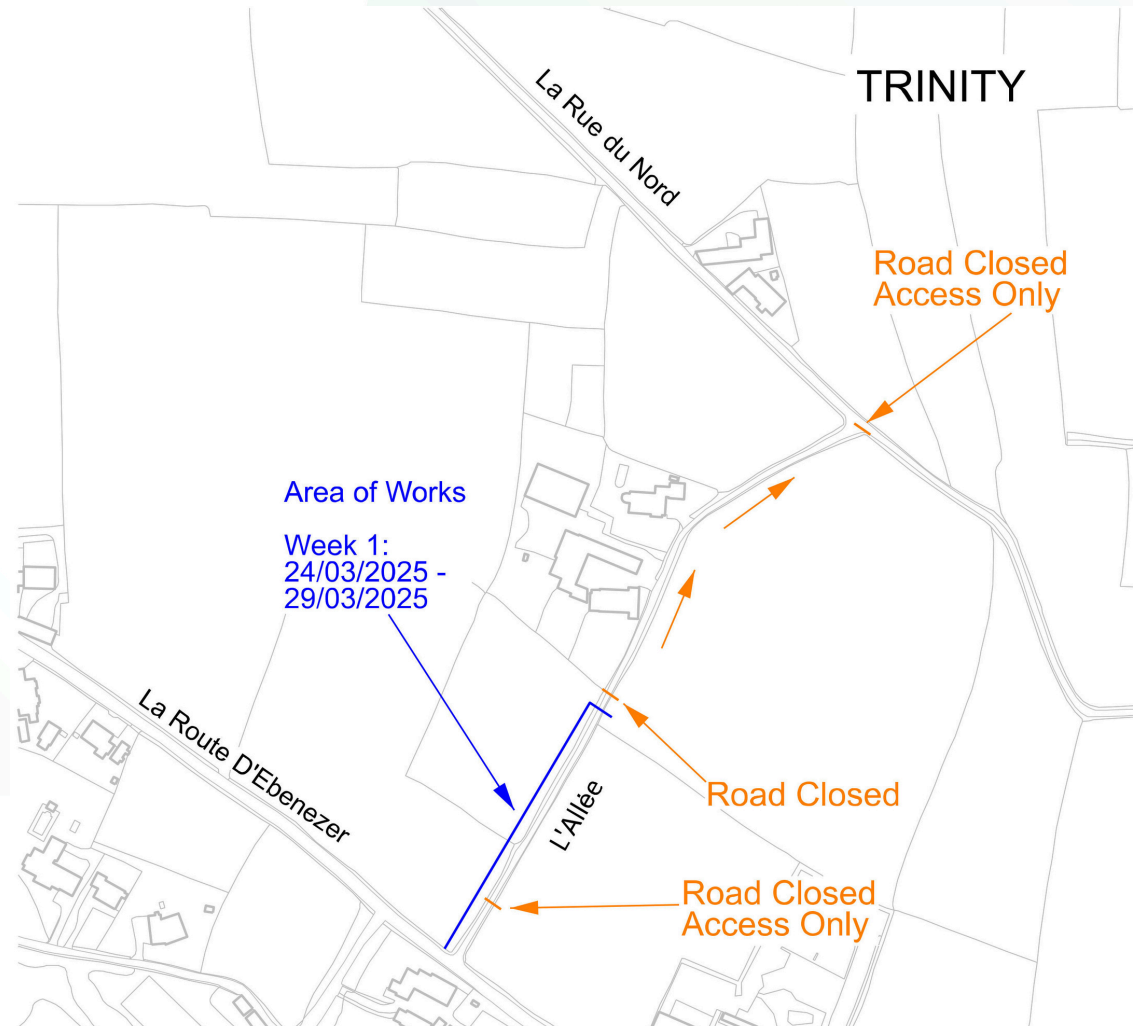 TRINITY
La Rue du Nord
Road Closed
Access Only
Area of Works
Week 1:
24/03/2025 -
29/03/2025
La Route D'Ebenezer
L'Allée
Road Closed
Road Closed
Access Only